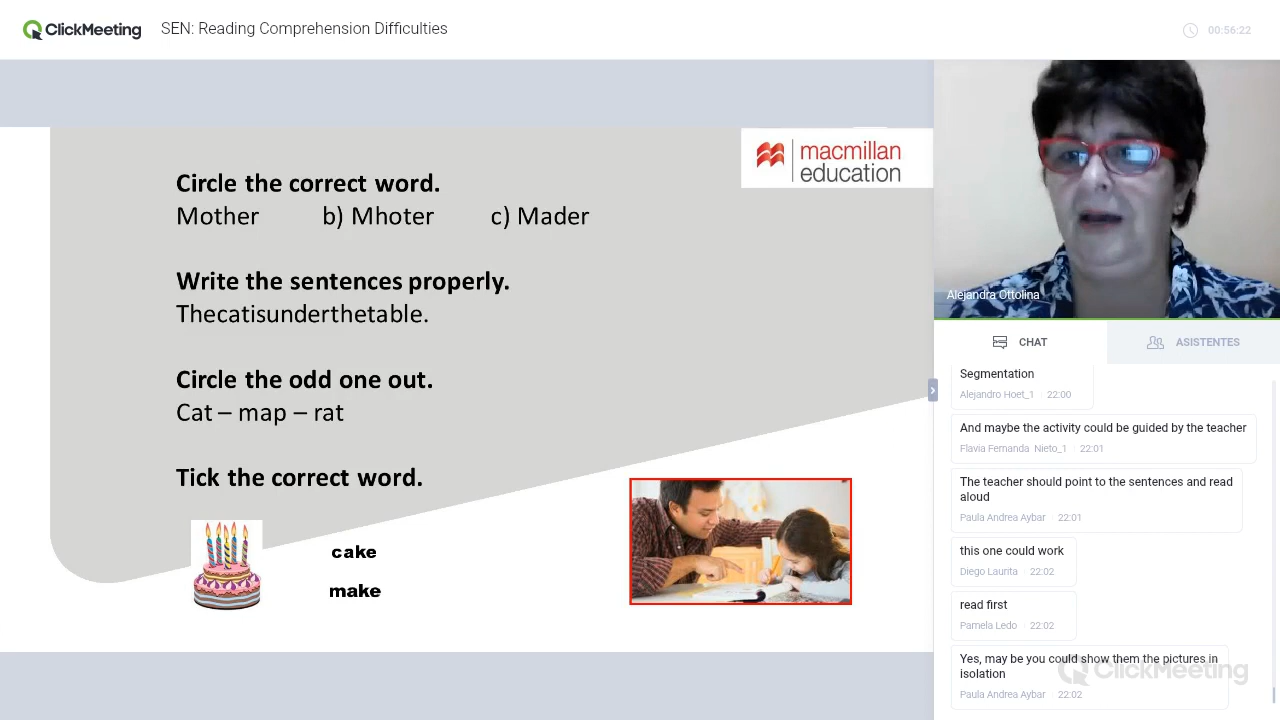 ClickMeeting
SEN: Reading Comprehension Difficulties
00:56:22
macmillan
education
Circle the correct word.
Mother b) Mhoter c) Mader
Write the sentences properly.
Thecatisunderthetable.
Circle the odd one out.
Cat – map – rat
Tick the correct word.
cake
make
Alejandra Ottolina
CHAT
ASISTENTES
Segmentation
Alejandro Hoet_1 22:00
And maybe the activity could be guided by the teacher
Flavia Fernanda Nieto_1 22:01
The teacher should point to the sentences and read
aloud
Paula Andrea Aybar 22:01
this one could work
Diego Laurita 22:02
read first
Pamela Ledo 22:02
Yes, may be you could show them the pictures in
isolation
Paula Andrea Aybar 22:02
ClickMeeting